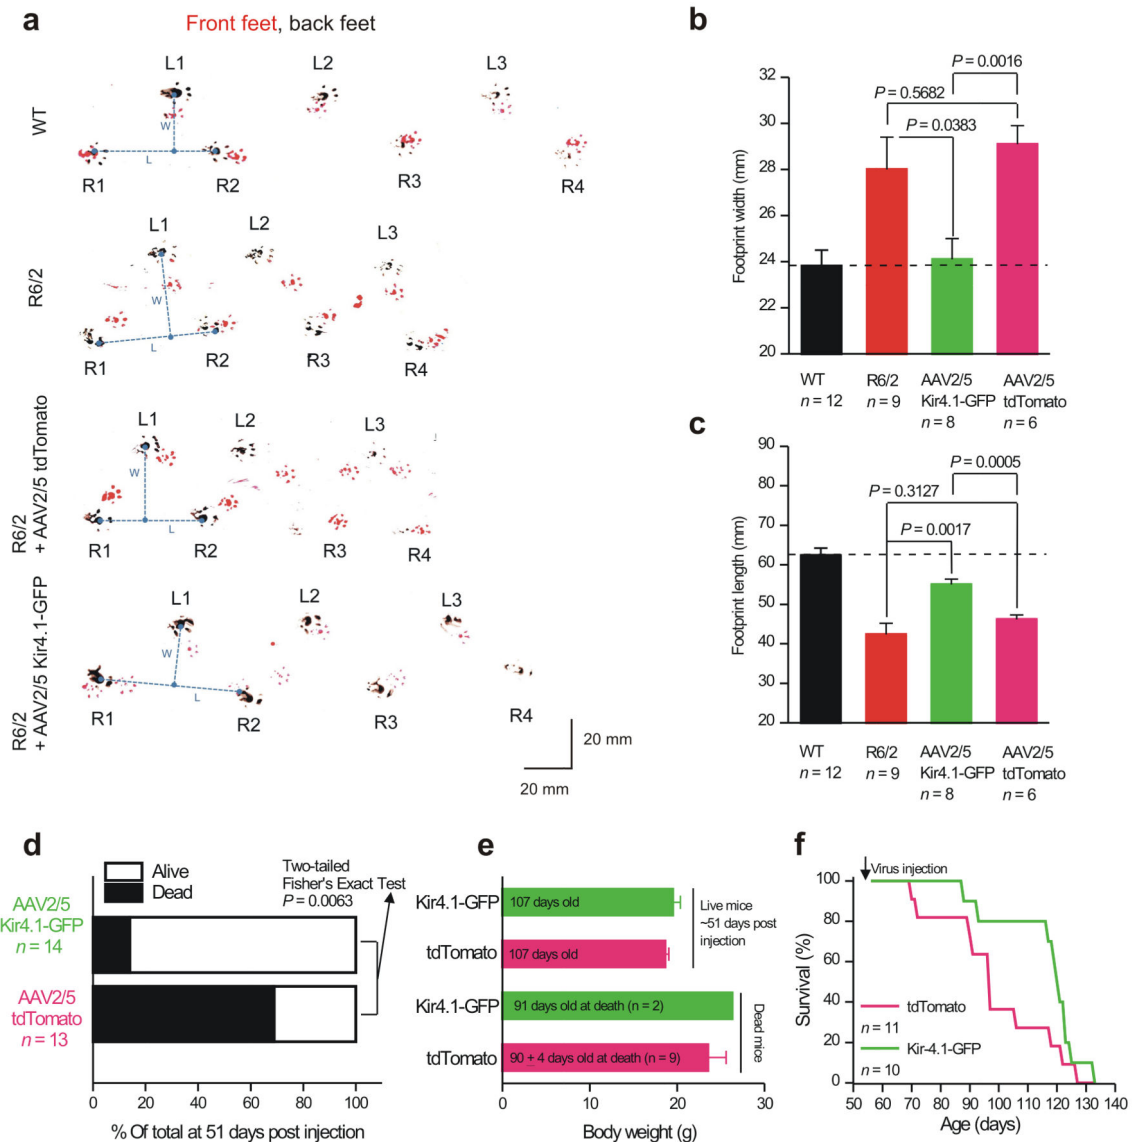 a
Front feet, back feet
WT
L1
L2
L3
W
L
R1
R2
R3
R4
R6/2
L1
L2
L3
W
L
R1
R2
R3
R4
R6/2
+ AAV2/5 tdTomato
L1
L2
L3
W
L
R1
R2
R3
R4
R6/2
+ AAV2/5 Kir4.1-GFP
L1
L2
L3
W
L
R1
R2
R3
R4
20 mm
20 mm
b
Footprint width (mm)
32
30
28
26
24
22
20
P = 0.0016
P = 0.5682
P = 0.0383
WT
n = 12
R6/2
n = 9
AAV2/5
Kir4.1-GFP
n = 8
AAV2/5
tdTomato
n = 6
c
Footprint length (mm)
90
80
70
60
50
40
30
20
P = 0.0005
P = 0.3127
P = 0.0017
WT
n = 12
R6/2
n = 9
AAV2/5
Kir4.1-GFP
n = 8
AAV2/5
tdTomato
n = 6
d
Alive
Dead
Two-tailed
Fisher's Exact Test
P = 0.0063
AAV2/5
Kir4.1-GFP
n = 14
AAV2/5
tdTomato
n = 13
0 20 40 60 80 100
% Of total at 51 days post injection
e
Kir4.1-GFP
107 days old
tdTomato
107 days old
Live mice
~51 days post
injection
Kir4.1-GFP
91 days old at death (n = 2)
tdTomato
90 ± 4 days old at death (n = 9)
Dead mice
0 10 20 30
Body weight (g)
f
Virus injection
Survival (%)
100
80
60
40
20
0
tdTomato
n = 11
Kir-4.1-GFP
n = 10
50 60 70 80 90 100 110 120 130 140
Age (days)